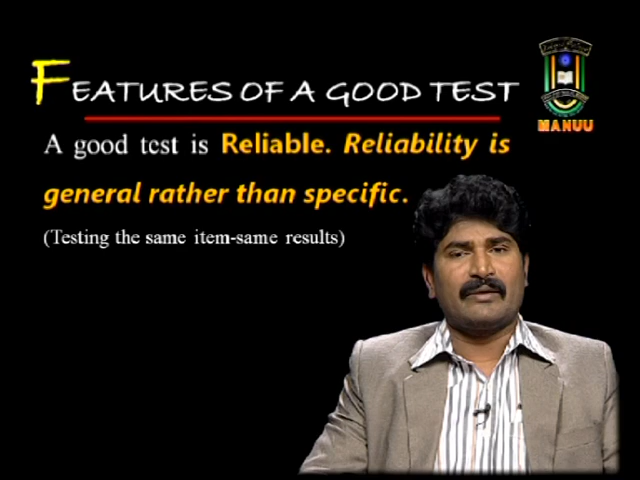 FEATURES OF A GOOD TEST
A good test is Reliable. Reliability is
general rather than specific.
(Testing the same item-same results)
MANUU